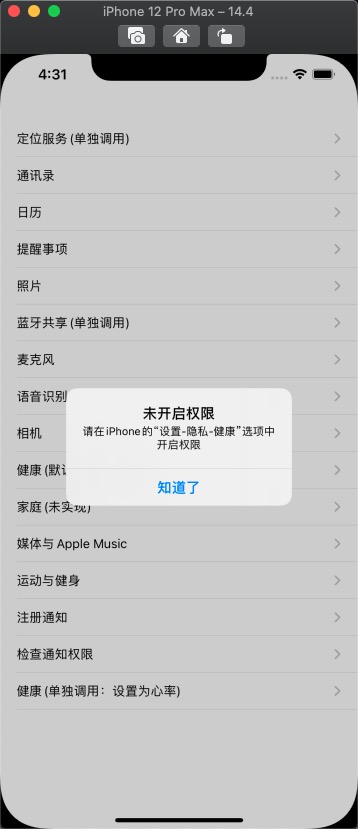 iPhone 12 Pro Max – 14.4
4:31
定位服务 (单独调用)
通讯录
日历
提醒事项
照片
蓝牙共享 (单独调用)
麦克风
语音识别
相机
健康 (默
家庭 (未实现)
媒体与 Apple Music
运动与健身
注册通知
检查通知权限
健康 (单独调用：设置为心率)
未开启权限
请在iPhone的“设置-隐私-健康”选项中
开启权限
知道了